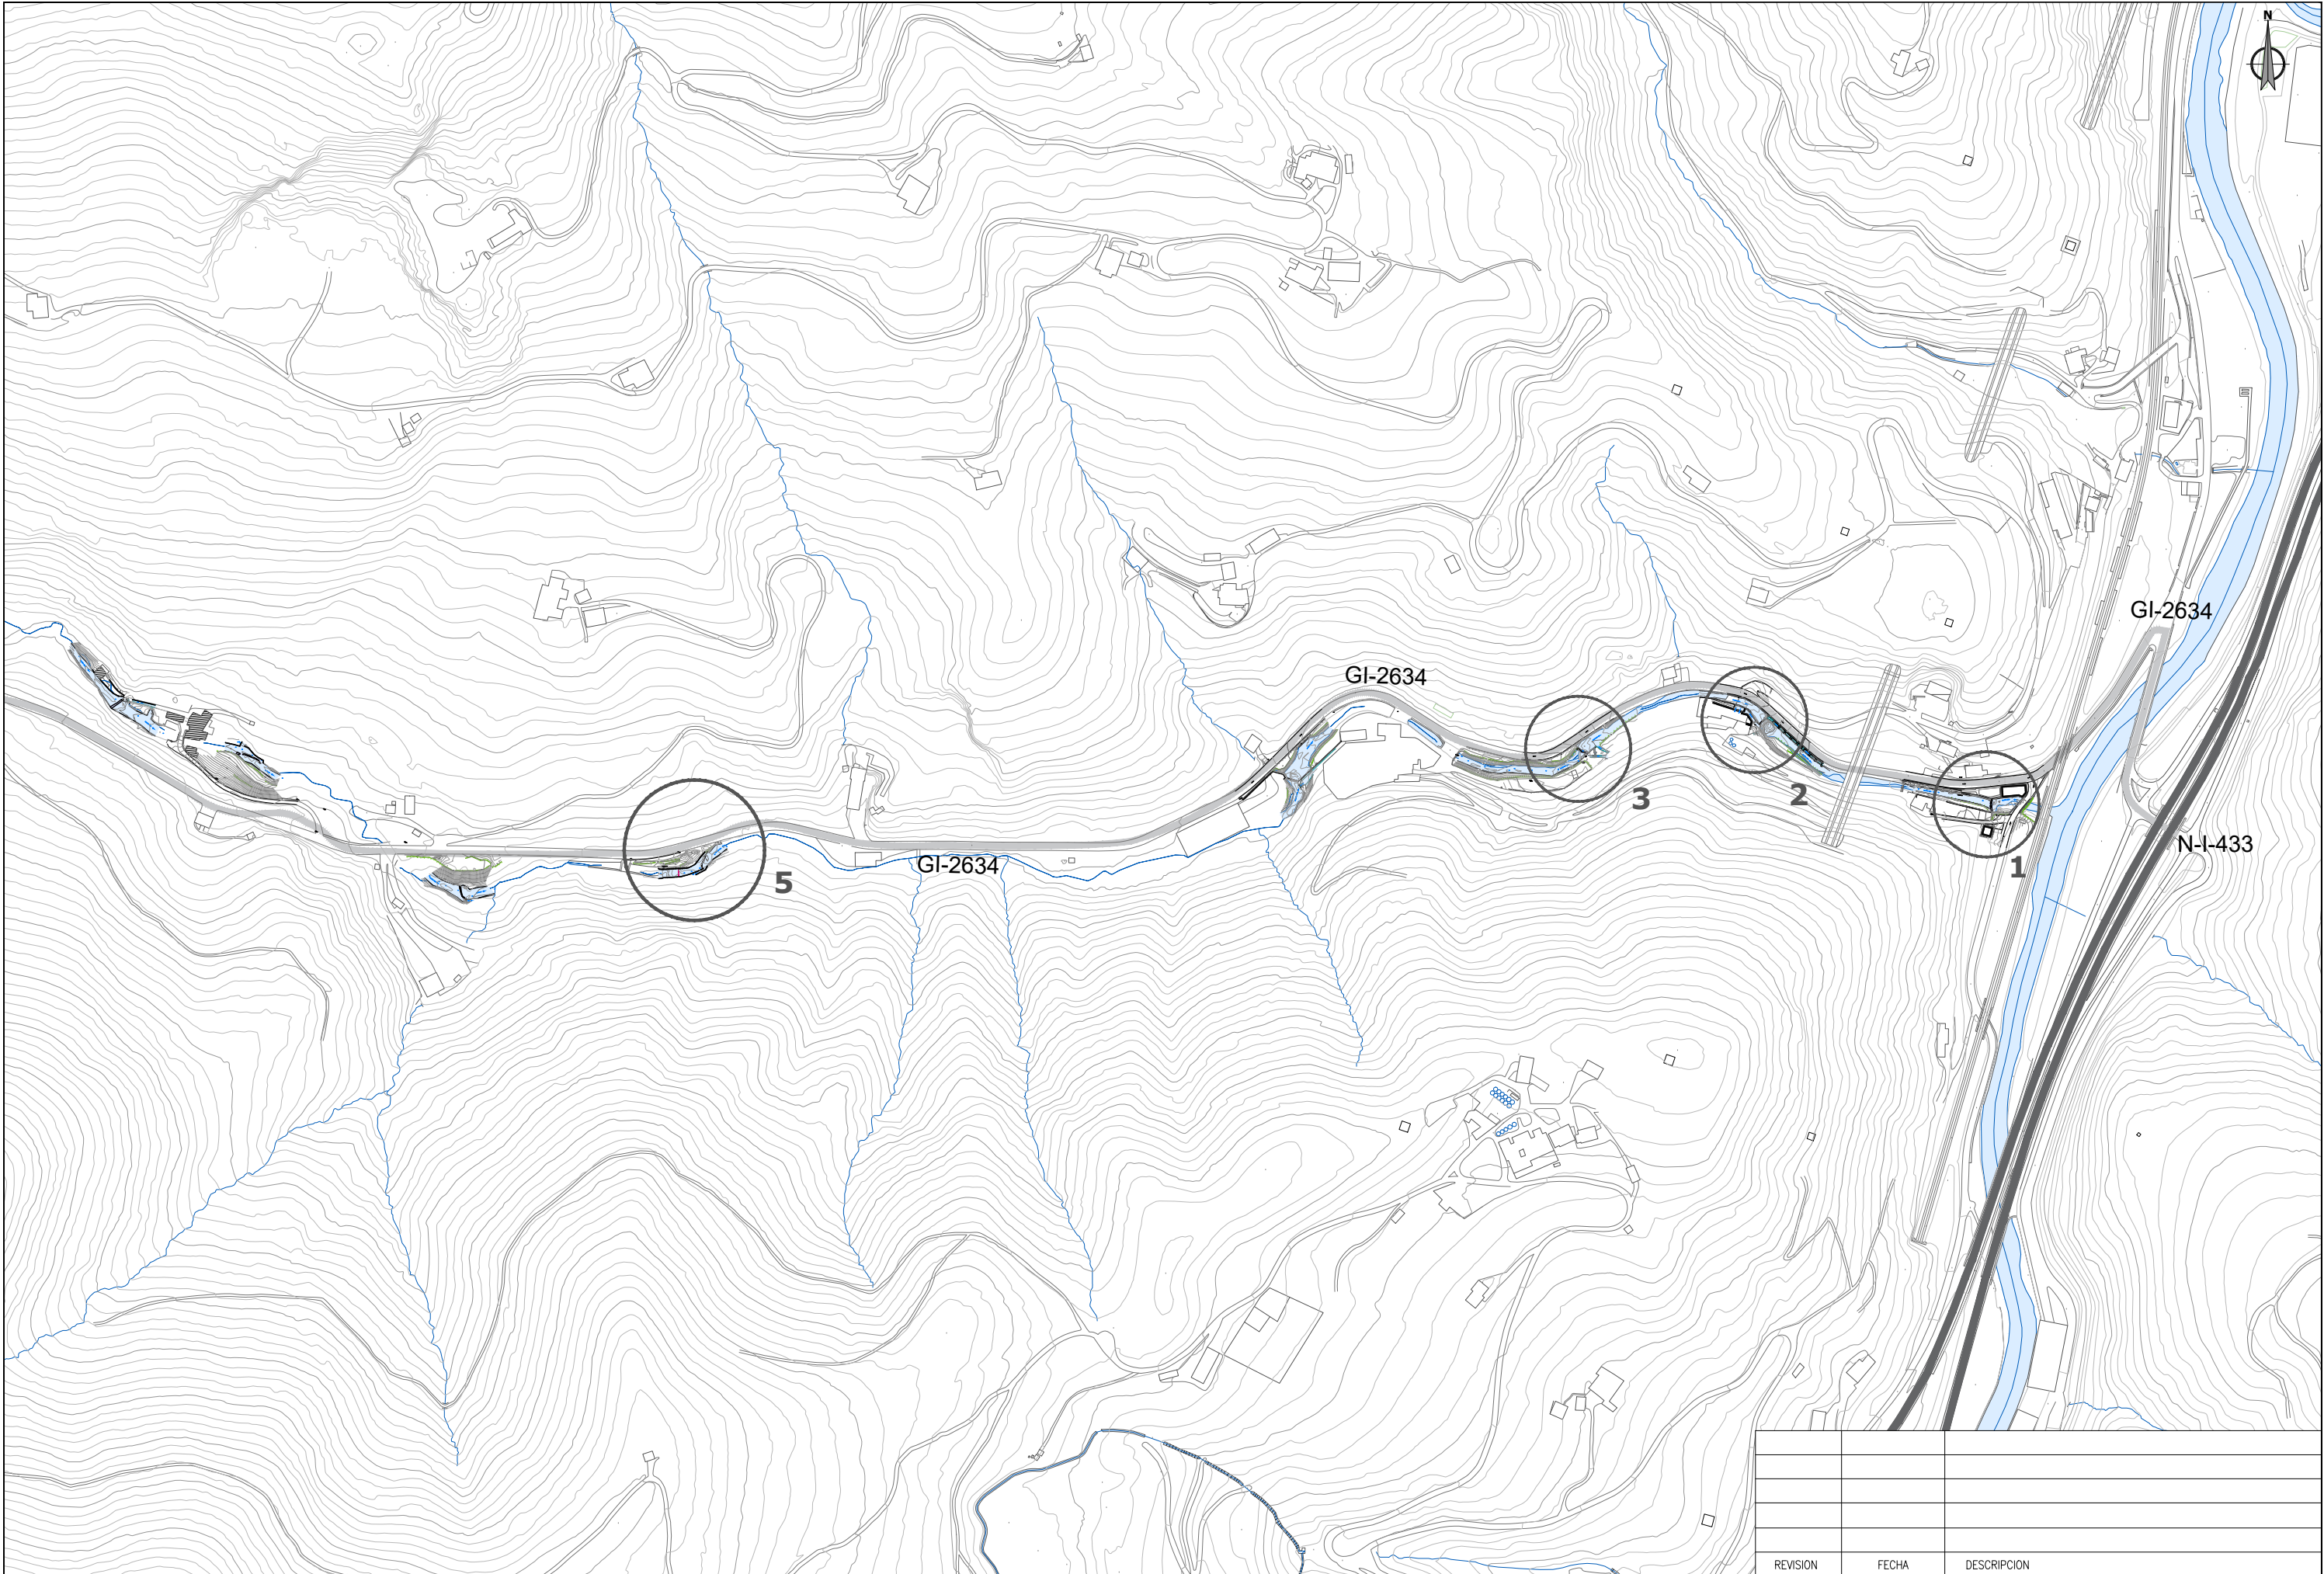 N
GI-2634
GI-2634
3
2
GI-2634
5
1
N-I-433
REVISION FECHA DESCRIPCION